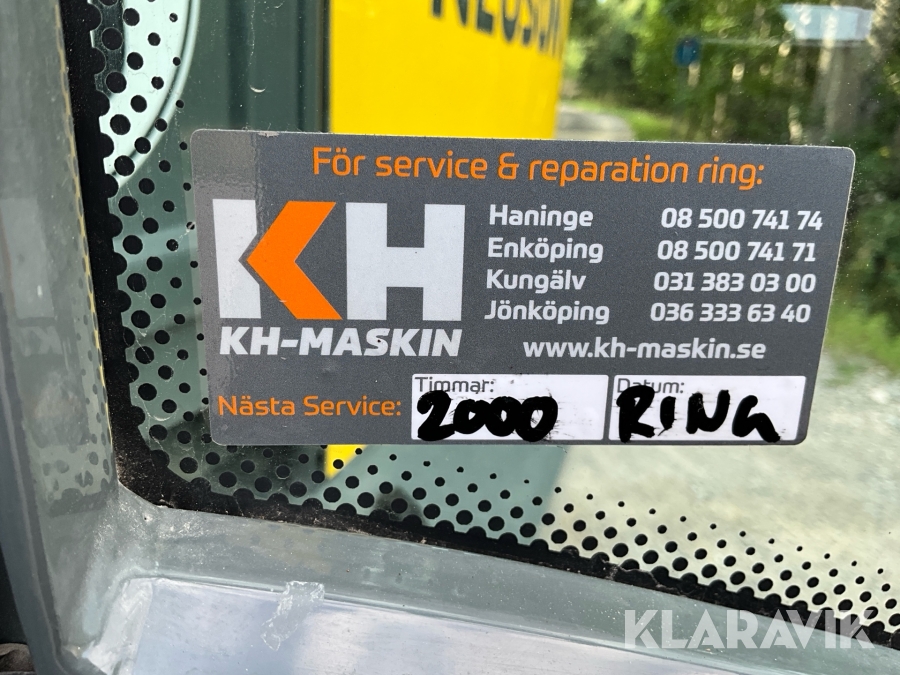 För service & reparation ring:
KH
KH-MASKIN
Haninge 08 500 741 74
Enköping 08 500 741 71
Kungälv 031 383 03 00
Jönköping 036 333 63 40
www.kh-maskin.se
Nästa Service:
Timmar:
2000
Datum:
RING
KLARAVIK